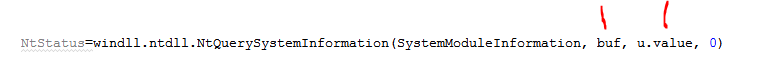 NtStatus=windll.ntdll.NtQuerySystemInformation(SystemModuleInformation, buf, u.value, 0)